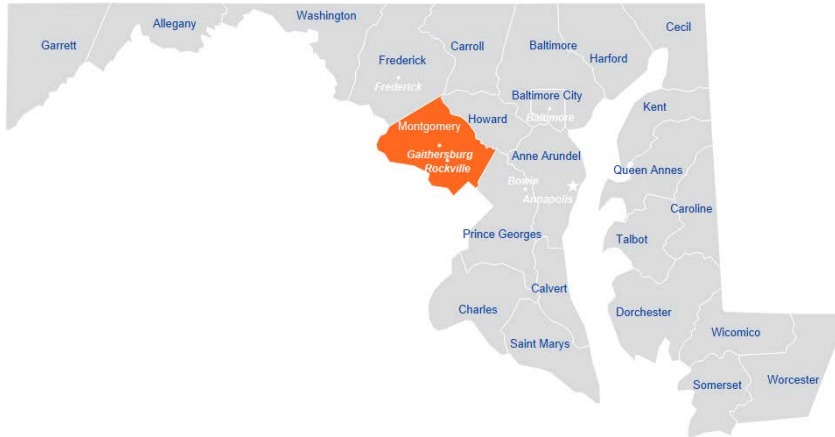 Washington
Allegany
Garrett
Frederick
Frederick
Carroll
Baltimore
Harford
Cecil
Baltimore City
Baltimore
Kent
Montgomery
Howard
Gaithersburg
Rockville
Anne Arundel
Queen Annes
Bowie
Annapolis
Caroline
Prince Georges
Talbot
Calvert
Charles
Dorchester
Saint Marys
Wicomico
Somerset
Worcester